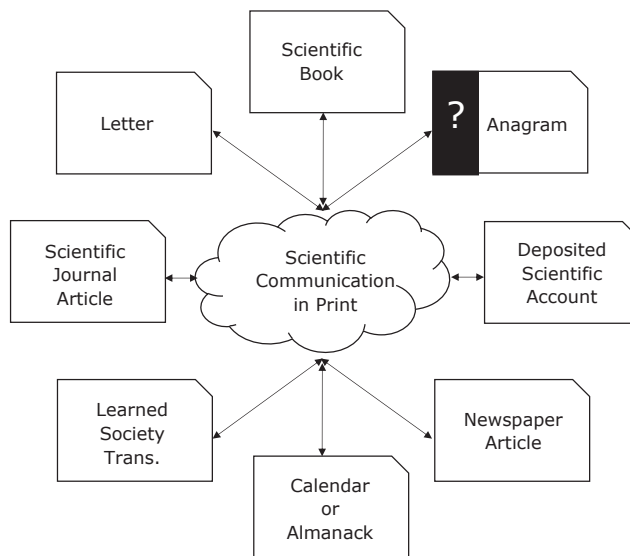 Scientific
Book
Letter
?
Anagram
Scientific
Journal
Article
Scientific
Communication
in Print
Deposited
Scientific
Account
Learned
Society
Trans.
Calendar
or
Almanack
Newspaper
Article